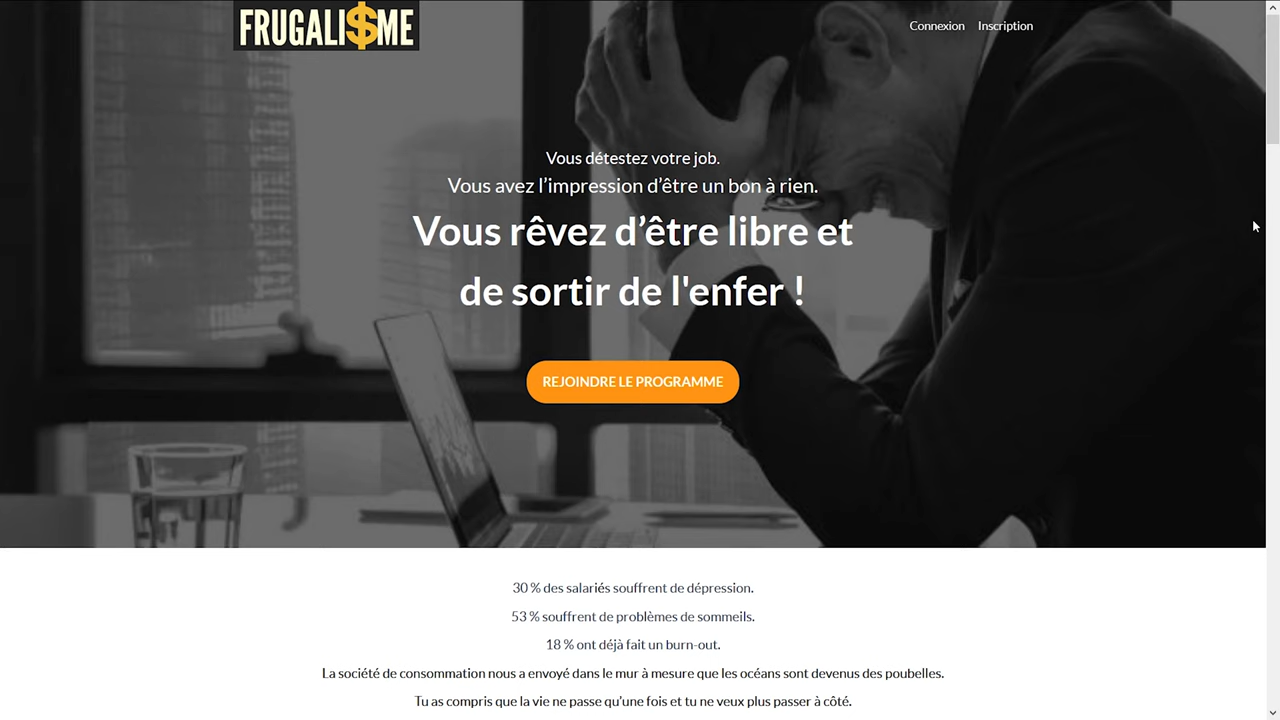 FRUGALI$ME
Connexion Inscription
Vous détestez votre job.
Vous avez l’impression d’être un bon à rien.
Vous rêvez d’être libre et
de sortir de l'enfer !
REJOINDRE LE PROGRAMME
30 % des salariés souffrent de dépression.
53 % souffrent de problèmes de sommeils.
18 % ont déjà fait un burn-out.
La société de consommation nous a envoyé dans le mur à mesure que les océans sont devenus des poubelles.
Tu as compris que la vie ne passe qu'une fois et tu ne veux plus passer à côté.